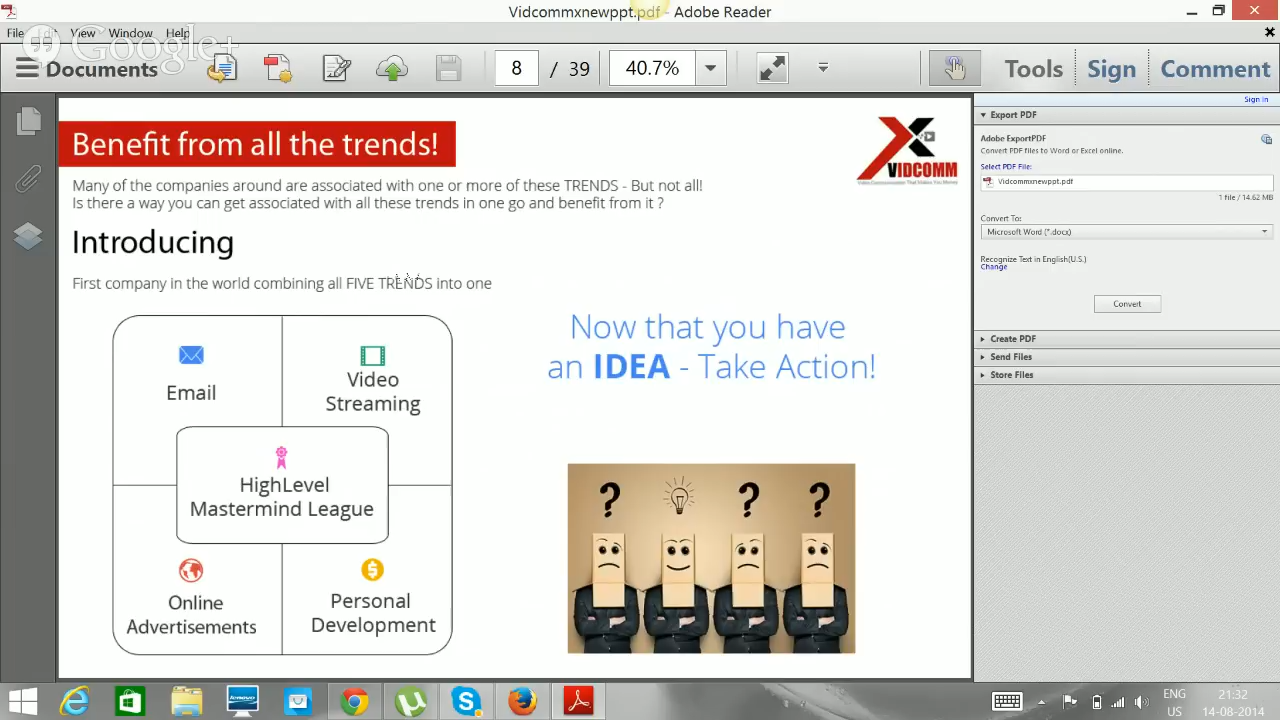 Vidcommxnewppt.pdf - Adobe Reader
File
View
Window
Help
Google+
Documents
8 / 39
40.7%
Tools
Sign
Comment
Sign In
Export PDF
Adobe ExportPDF
Convert PDF files to Word or Excel online.
Select PDF File:
Vidcommxnewppt.pdf
1 file / 14.62 MB
Convert To:
Microsoft Word (*.docx)
Recognize Text in English(U.S.)
Change
Convert
Create PDF
Send Files
Store Files
Benefit from all the trends!
X
VIDCOMM
Many of the companies around are associated with one or more of these TRENDS - But not all!
Is there a way you can get associated with all these trends in one go and benefit from it ?
Introducing
First company in the world combining all FIVE TRENDS into one
Email
Video
Streaming
HighLevel
Mastermind League
Online
Advertisements
Personal
Development
Now that you have
an IDEA - Take Action!
? ? ?
lenovo
ENG
US
21:32
14-08-2014